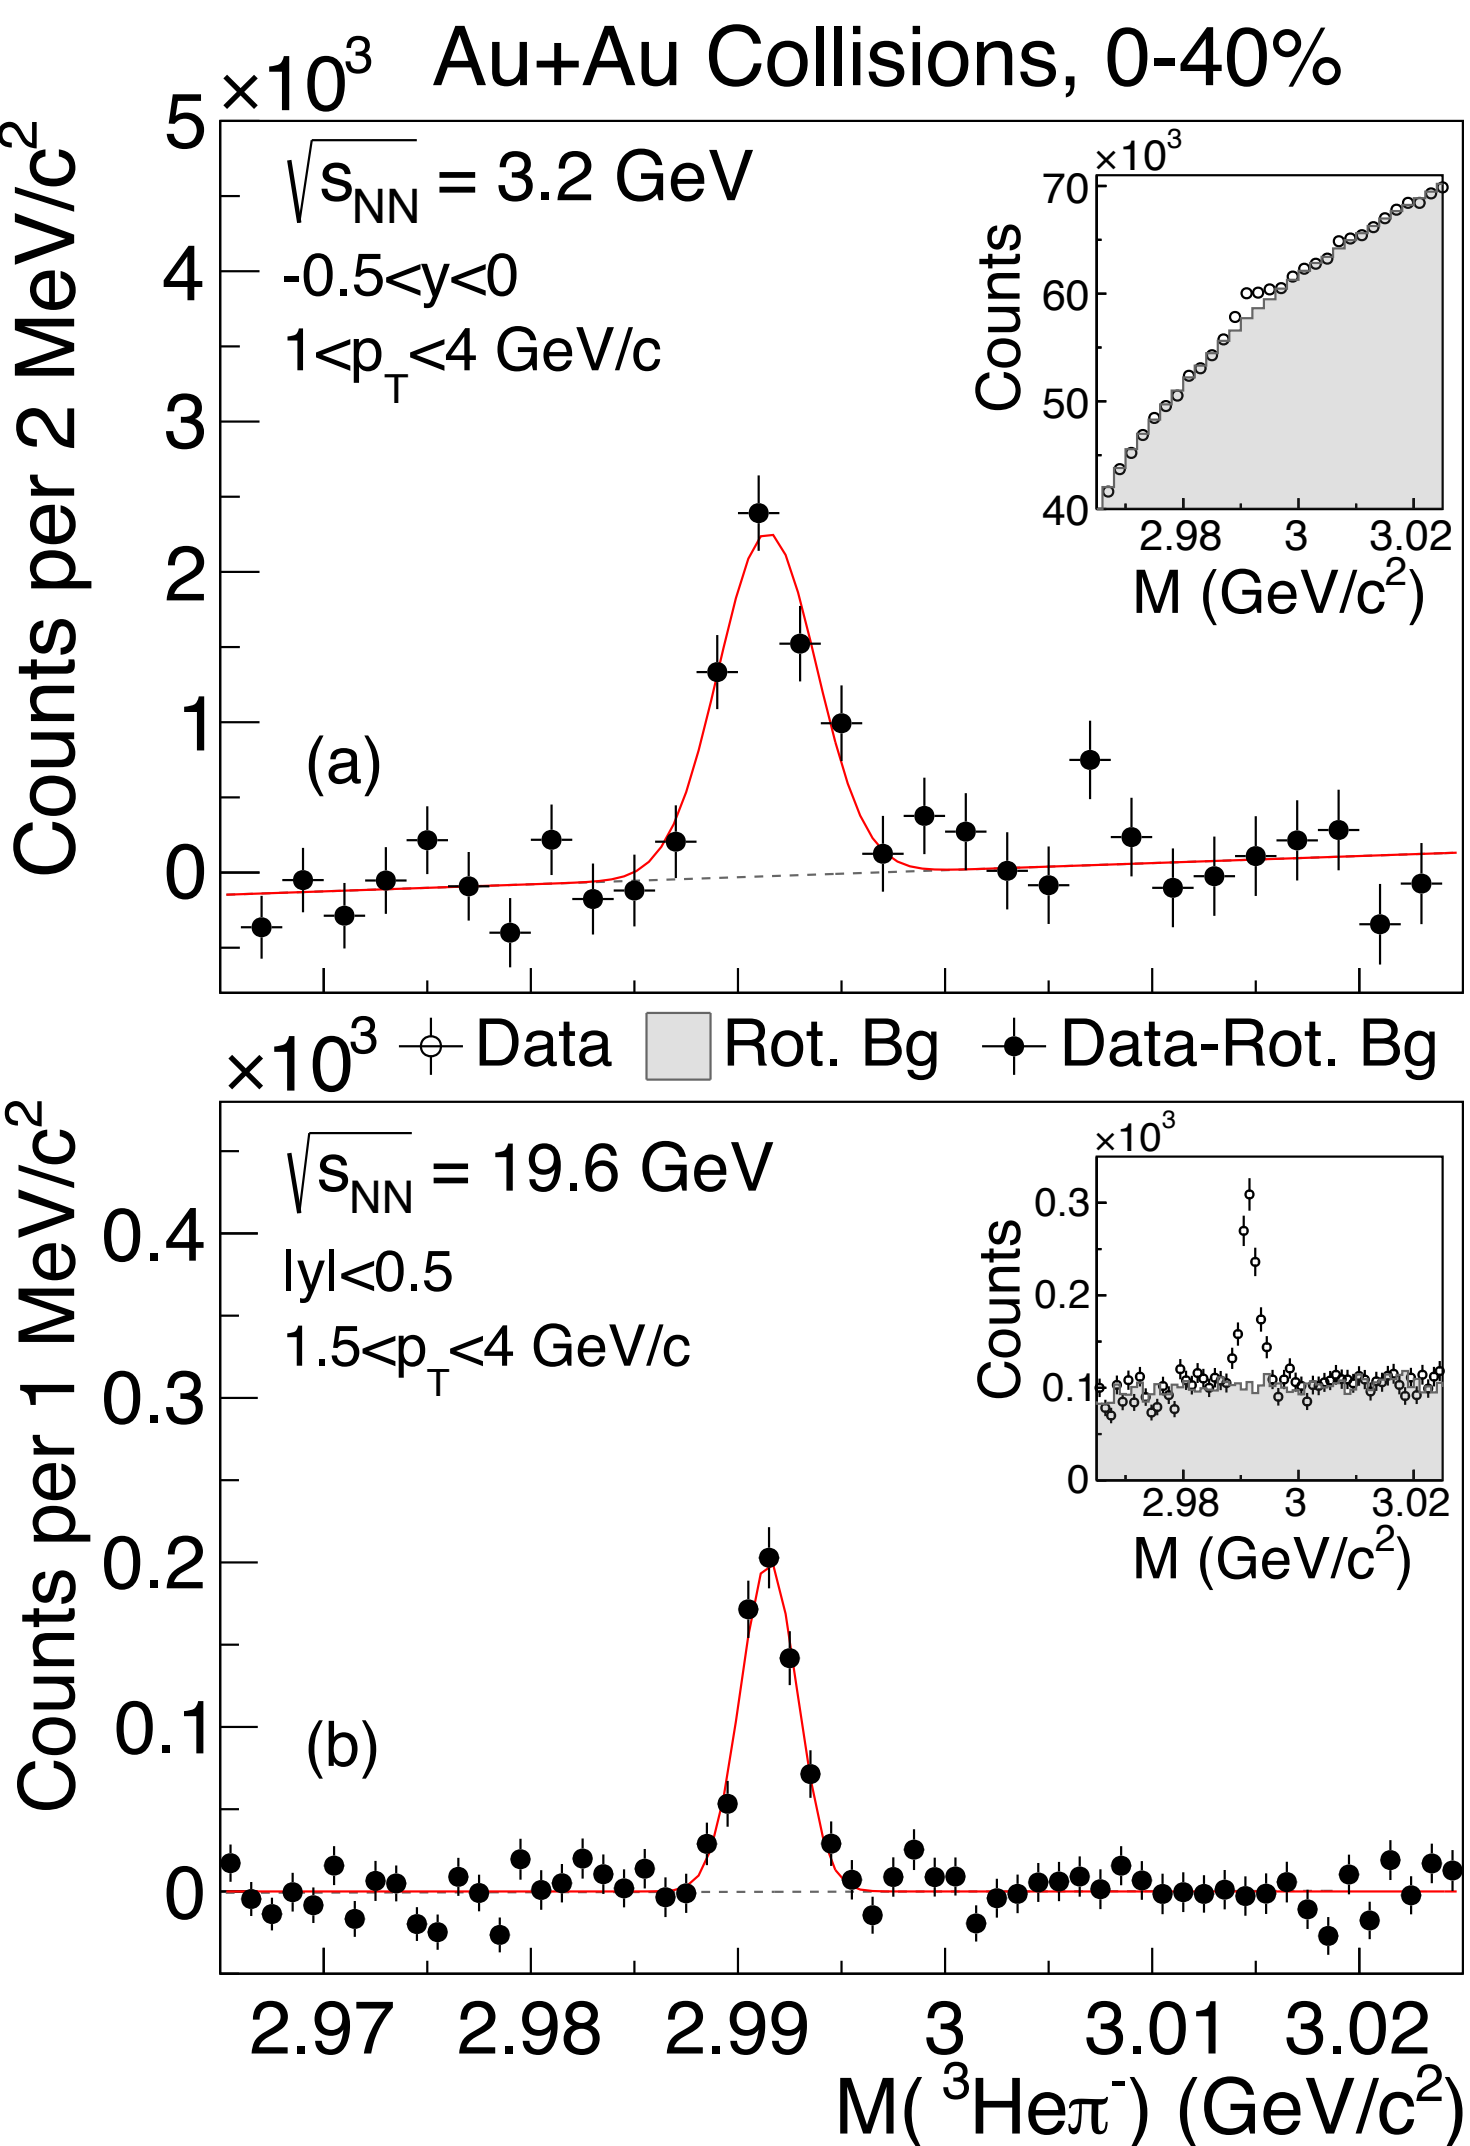 Au+Au Collisions, 0-40%
×10³
Counts per 2 MeV/c²
5
4
3
2
1
0
√sNN = 3.2 GeV
-0.5<y<0
1<pT<4 GeV/c
(a)
×10³
Counts
70
60
50
40
2.98 3 3.02
M (GeV/c²)
×10³
Data Rot. Bg Data-Rot. Bg
Counts per 1 MeV/c²
0.4
0.3
0.2
0.1
0
√sNN = 19.6 GeV
|y|<0.5
1.5<pT<4 GeV/c
(b)
×10³
Counts
0.3
0.2
0.1
0
2.98 3 3.02
M (GeV/c²)
2.97 2.98 2.99 3 3.01 3.02
M( ³Heπ⁻) (GeV/c²)